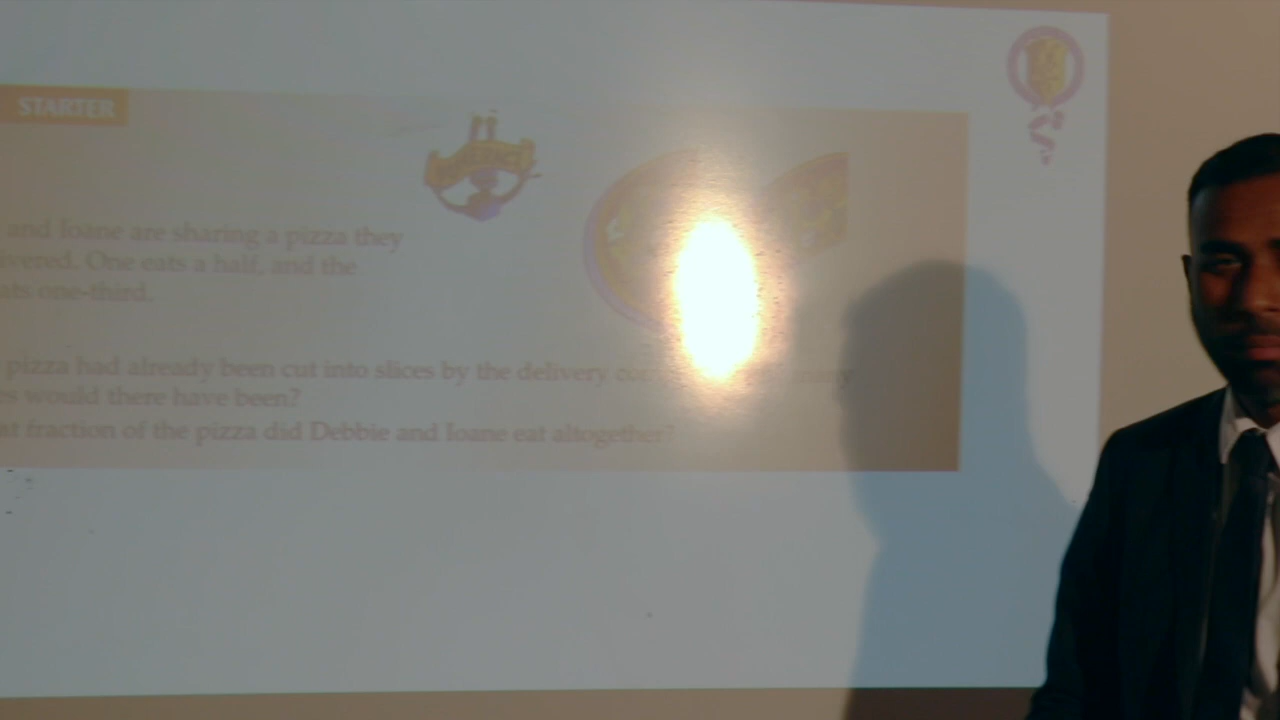 STARTER
and Ioane are sharing a pizza they
ivered. One eats a half, and the
ats one-third.
pizza had already been cut into slices by the delivery
es would there have been?
at fraction of the pizza did Debbie and Ioane eat altogether?